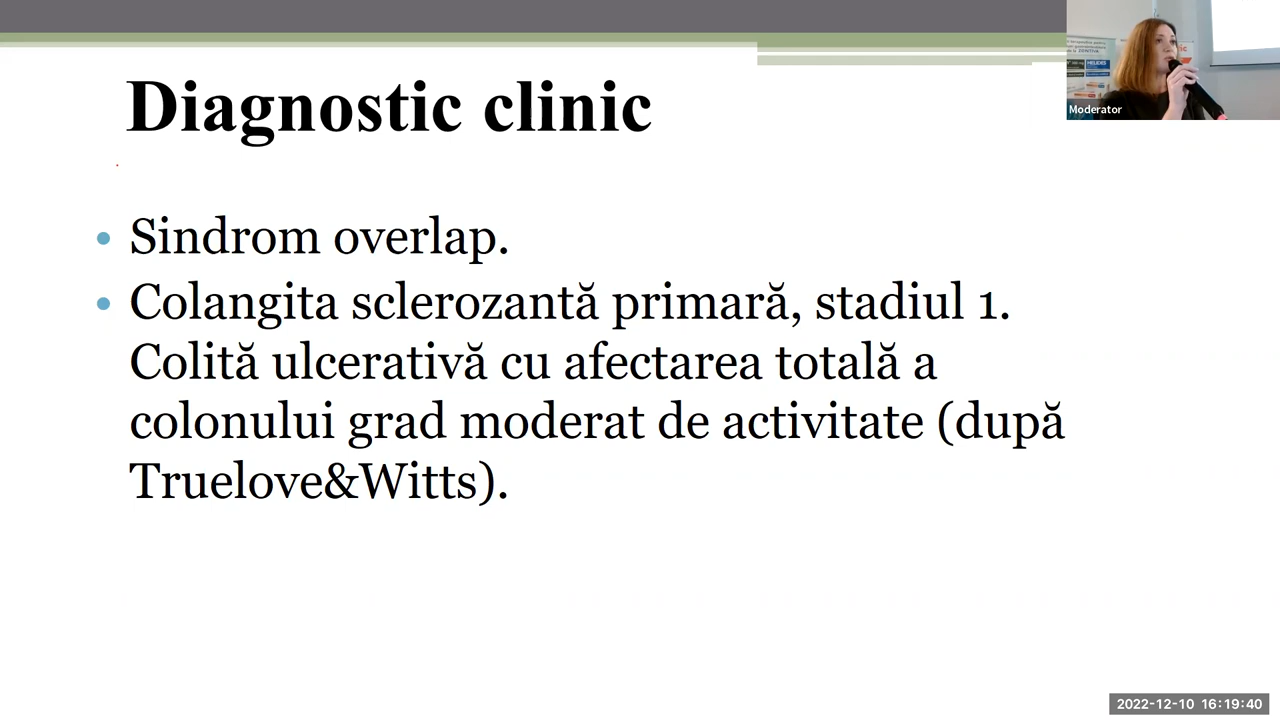 Diagnostic clinic
Sindrom overlap.
Colangita sclerozantă primară, stadiul 1.
Colită ulcerativă cu afectarea totală a
colonului grad moderat de activitate (după
Truelove&Witts).
Moderator
2022-12-10 16:19:40